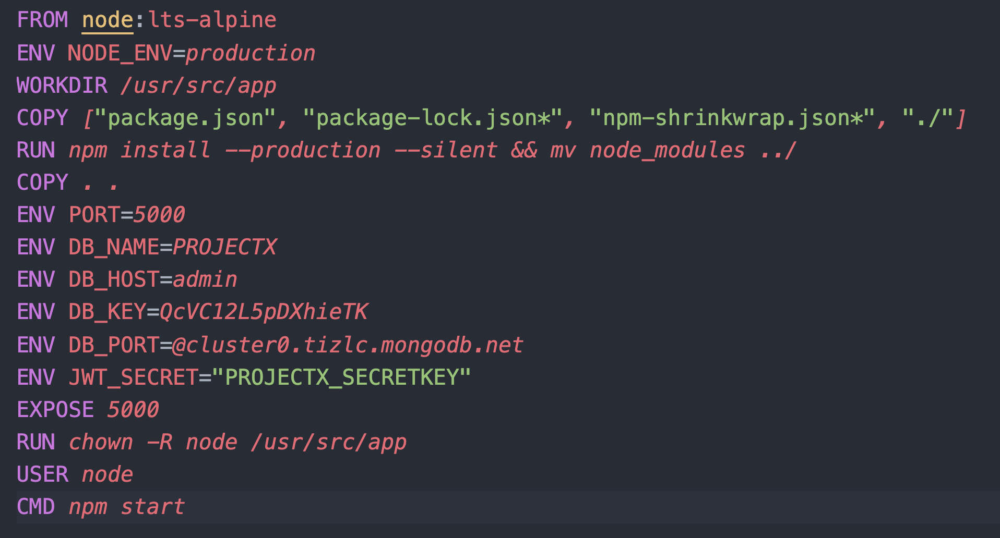 FROM node:lts-alpine
ENV NODE_ENV=production
WORKDIR /usr/src/app
COPY ["package.json", "package-lock.json*", "npm-shrinkwrap.json*", "./"]
RUN npm install --production --silent && mv node_modules ../
COPY . .
ENV PORT=5000
ENV DB_NAME=PROJECTX
ENV DB_HOST=admin
ENV DB_KEY=QcVC12L5pDXhieTK
ENV DB_PORT=@cluster0.tizlc.mongodb.net
ENV JWT_SECRET="PROJECTX_SECRETKEY"
EXPOSE 5000
RUN chown -R node /usr/src/app
USER node
CMD npm start